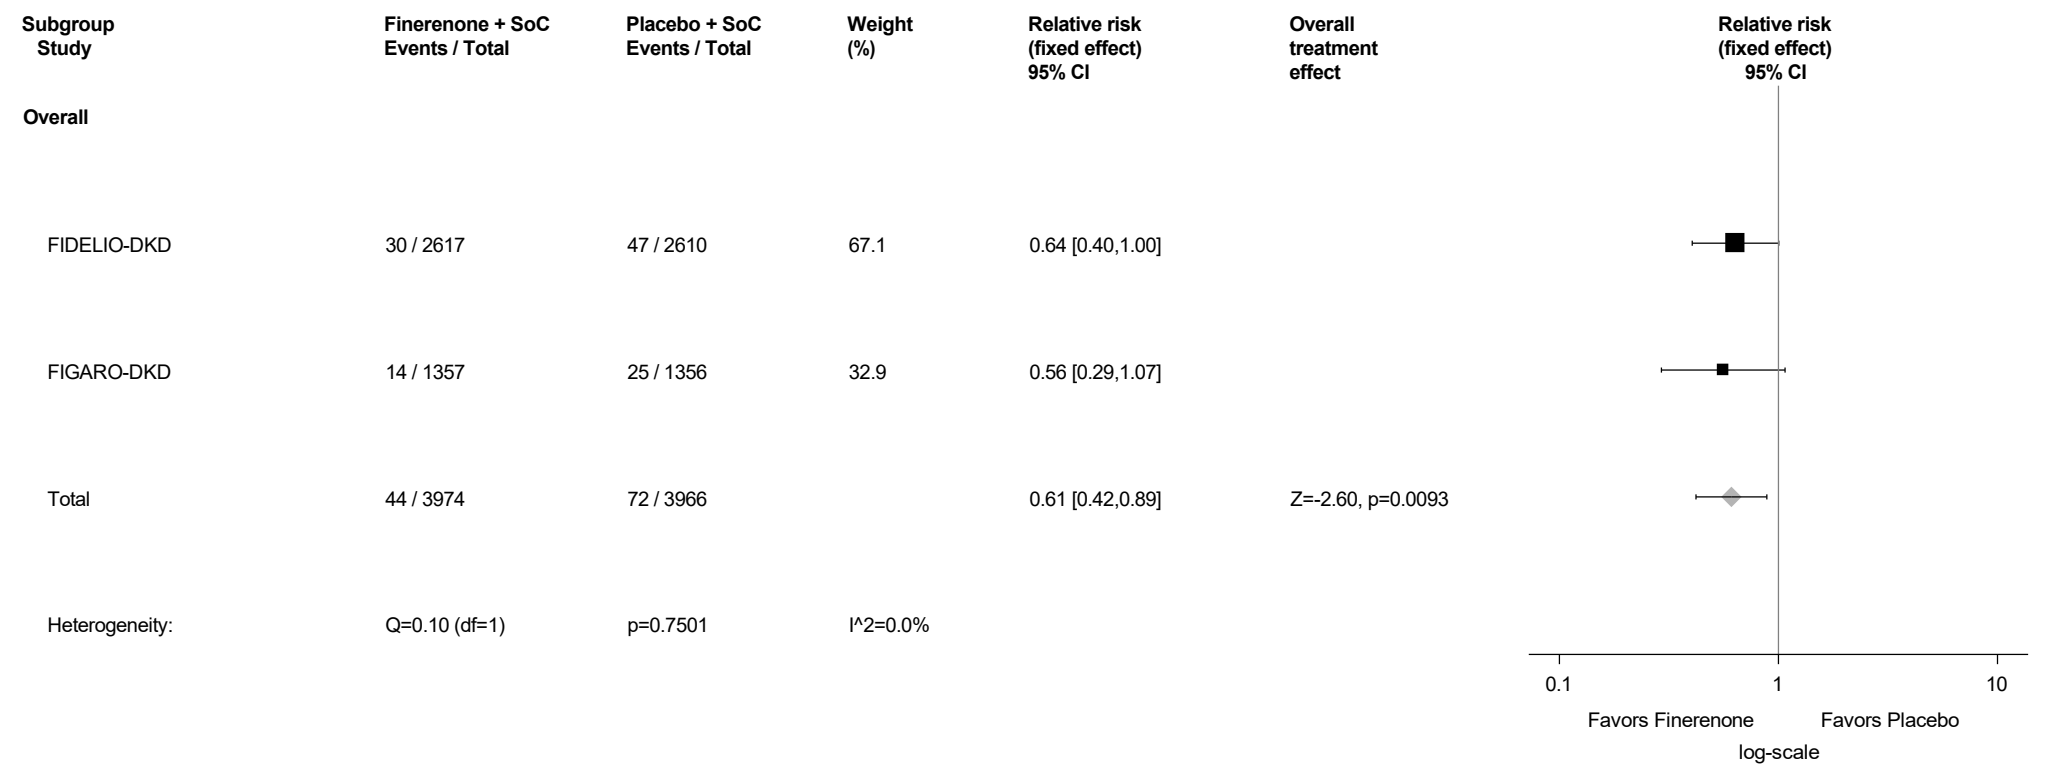 Subgroup Finerenone + SoC Placebo + SoC Weight Relative risk Overall Relative risk
Study Events / Total Events / Total (%) (fixed effect) treatment (fixed effect)
95% CI effect 95% CI
Overall
FIDELIO-DKD 30 / 2617 47 / 2610 67.1 0.64 [0.40,1.00]
FIGARO-DKD 14 / 1357 25 / 1356 32.9 0.56 [0.29,1.07]
Total 44 / 3974 72 / 3966 0.61 [0.42,0.89] Z=-2.60, p=0.0093
Heterogeneity: Q=0.10 (df=1) p=0.7501 I^2=0.0%
0.1 1 10
Favors Finerenone Favors Placebo
log-scale